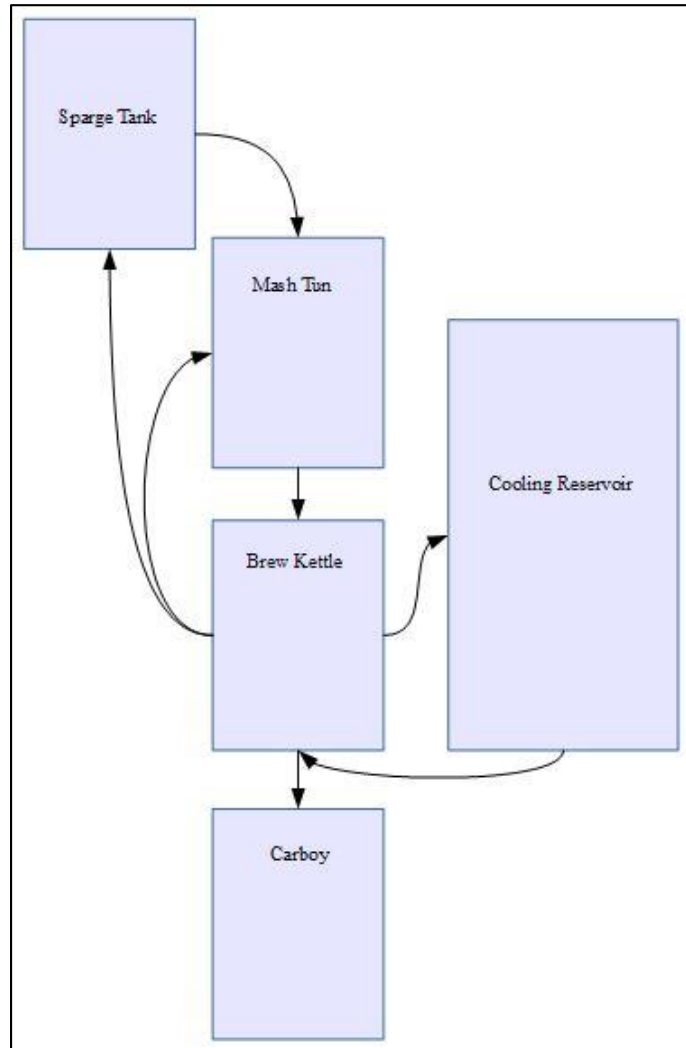 Sparge Tank
Mash Tun
Cooling Reservoir
Brew Kettle
Carboy